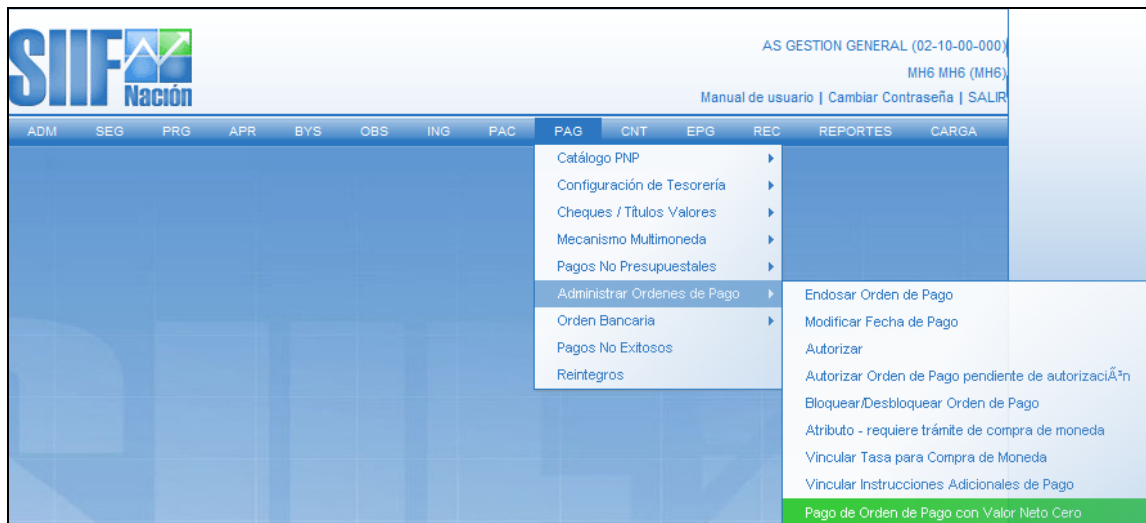 SIIF
Nación
AS GESTION GENERAL (02-10-00-000)
MH6 MH6 (MH6)
Manual de usuario | Cambiar Contraseña | SALIR
ADM SEG PRG APR BYS OBS ING PAC PAG CNT EPG REC REPORTES CARGA
Catálogo PNP
Configuración de Tesorería
Cheques / Títulos Valores
Mecanismo Multimoneda
Pagos No Presupuestales
Administrar Ordenes de Pago
Orden Bancaria
Pagos No Exitosos
Reintegros
Endosar Orden de Pago
Modificar Fecha de Pago
Autorizar
Autorizar Orden de Pago pendiente de autorizaciÃ³n
Bloquear/Desbloquear Orden de Pago
Atributo - requiere trámite de compra de moneda
Vincular Tasa para Compra de Moneda
Vincular Instrucciones Adicionales de Pago
Pago de Orden de Pago con Valor Neto Cero